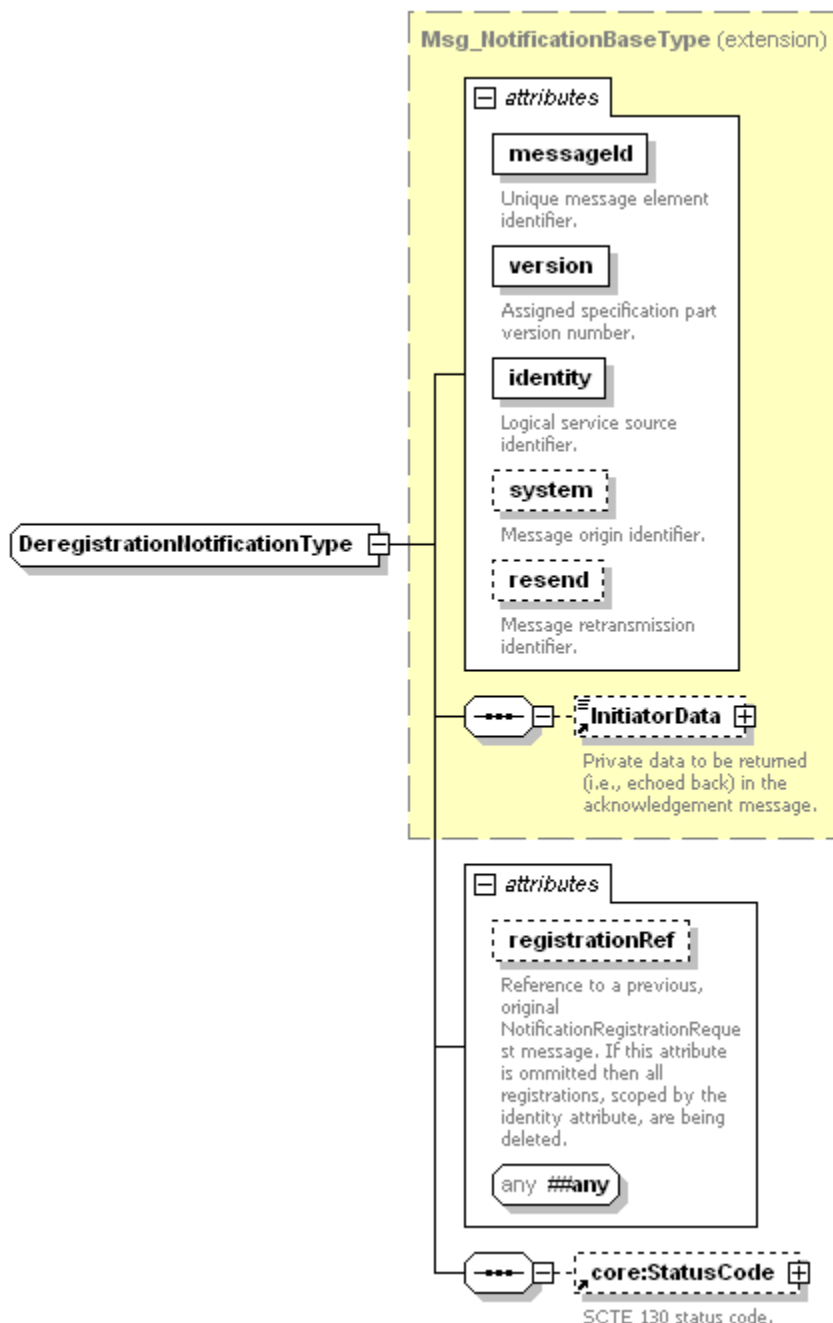 Msg_NotificationBaseType (extension)
attributes
messageId
Unique message element
identifier.
version
Assigned specification part
version number.
identity
Logical service source
identifier.
system
Message origin identifier.
resend
Message retransmission
identifier.
DeregistrationNotificationType
InitiatorData
Private data to be returned
(i.e., echoed back) in the
acknowledgement message.
attributes
registrationRef
Reference to a previous,
original
NotificationRegistrationReque
st message. If this attribute
is ommitted then all
registrations, scoped by the
identity attribute, are being
deleted.
any ##any
core:StatusCode
SCTE 130 status code.